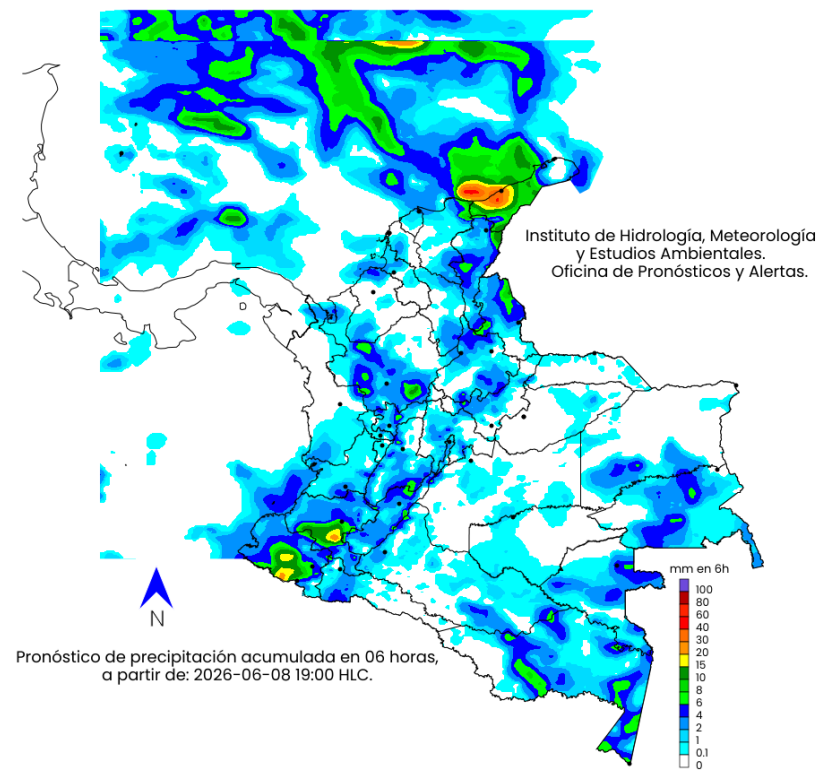 Instituto de Hidrología, Meteorología
y Estudios Ambientales.
Oficina de Pronósticos y Alertas.
mm en 6h
100
80
60
40
30
20
15
10
8
6
4
2
1
0.1
0
N
Pronóstico de precipitación acumulada en 06 horas,
a partir de: 2026-06-08 19:00 HLC.